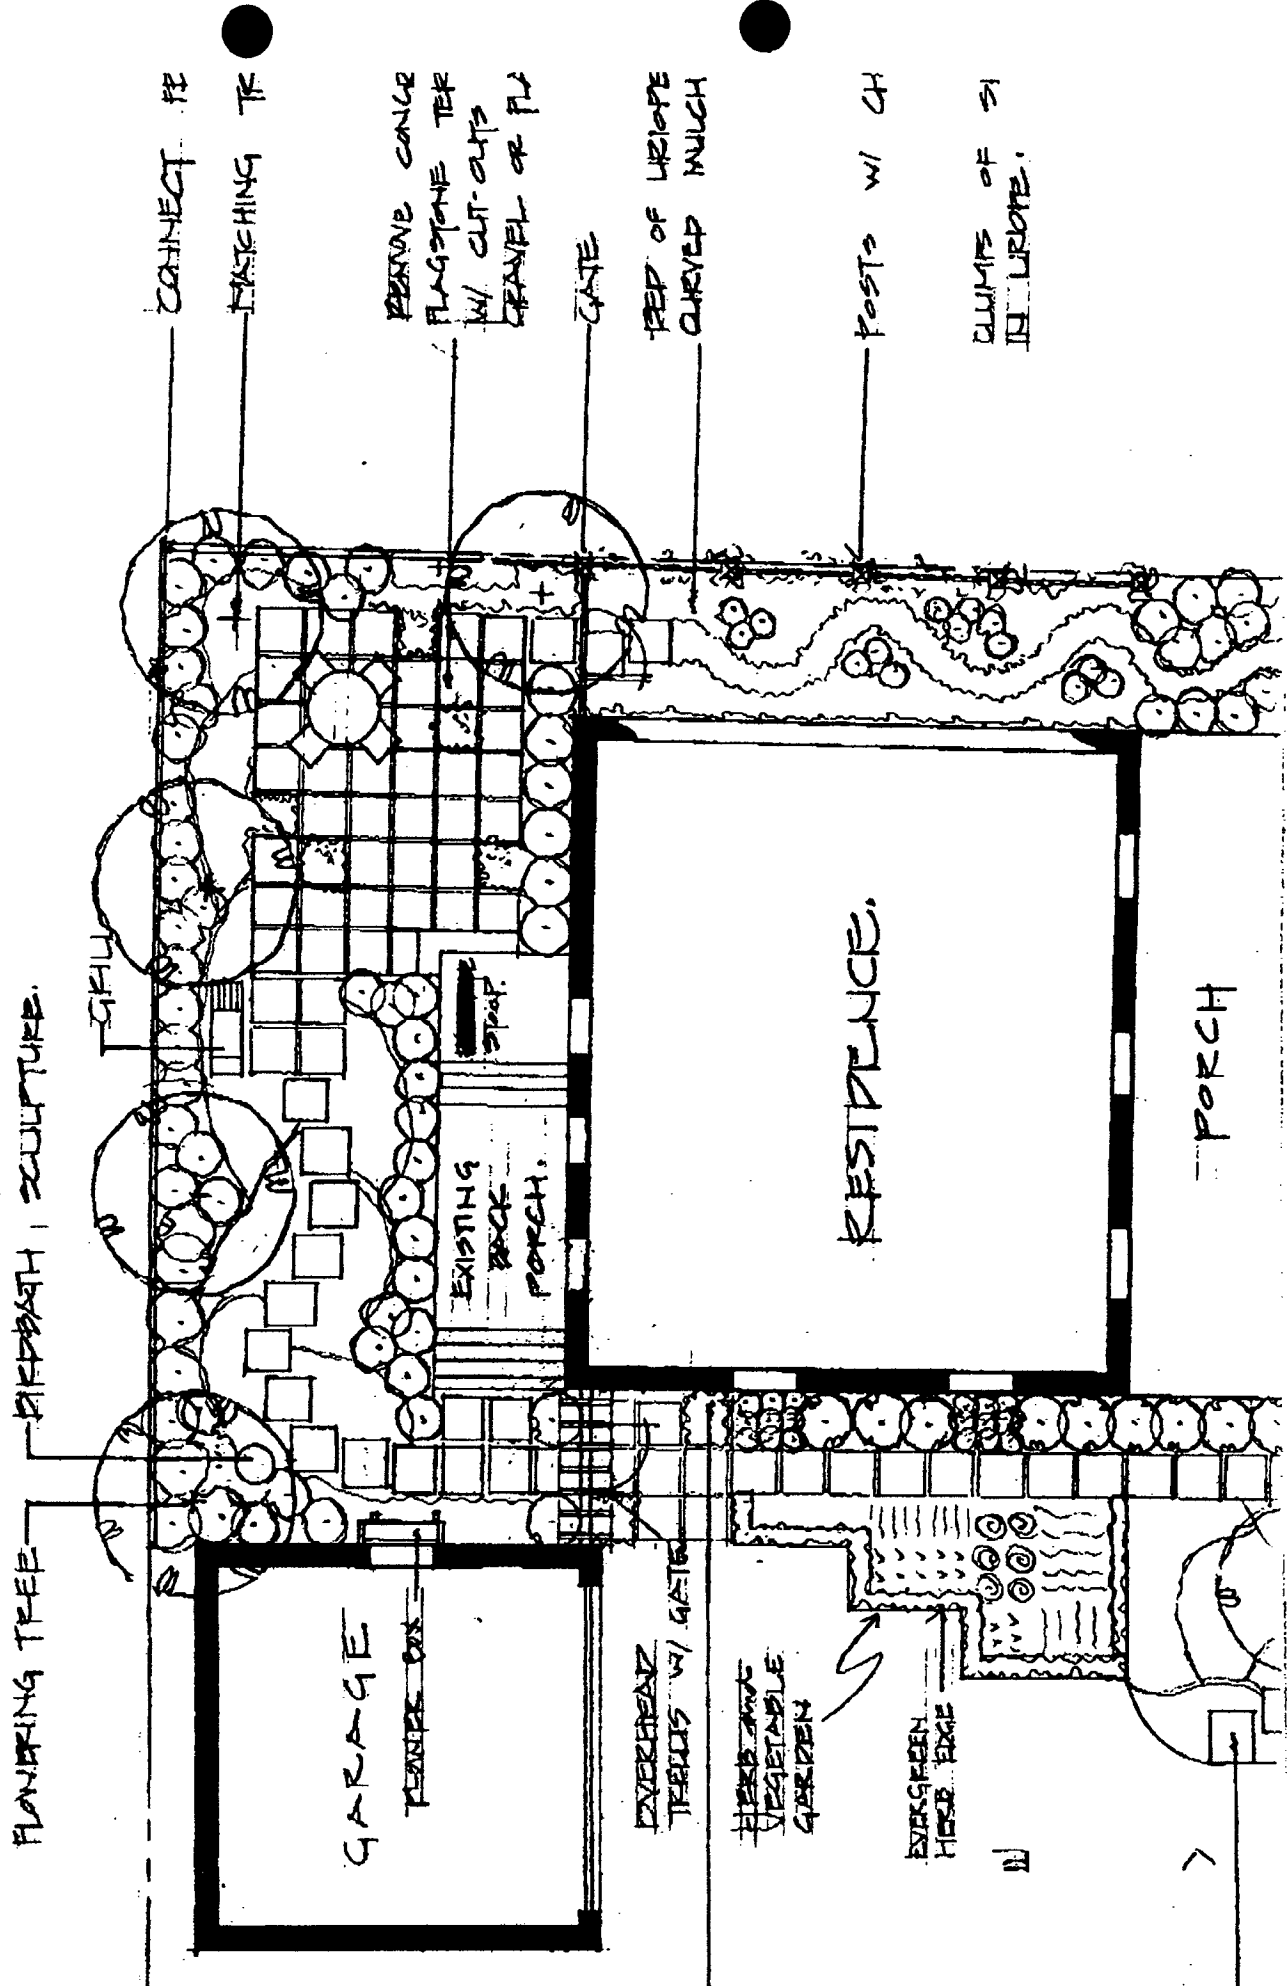 FLOWERING TREE
BIRDBATH, SCULPTURE.
GRILL
CONNECT
MATCHING
REMOVE
FLAGSTONE
W/ CUT-OUTS
GRAVEL OR
GATE
BED OF LIRIOPE
CURVED MULCH
POSTS W/
CLUMPS OF
IN LIRIOPE.
STOOP.
EXISTING
BACK
PORCH.
RESIDENCE.
PORCH
GARAGE
PLANTER BOX
OVERHEAD
TRELLIS W/ GATE
HERB and
VEGETABLE
GARDEN
EVERGREEN
HERB EDGE